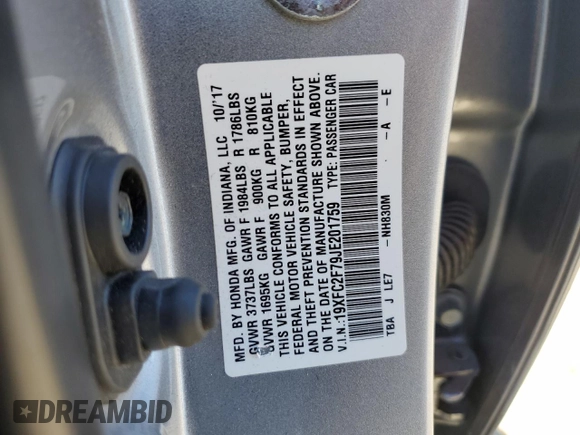 MFD. BY HONDA MFG. OF INDIANA, LLC 10/'17
GVWR 3737LBS GAWR F 1984LBS R 1786LBS
GVWR 1695KG GAWR F 900KG R 810KG
THIS VEHICLE CONFORMS TO ALL APPLICABLE
FEDERAL MOTOR VEHICLE SAFETY, BUMPER,
AND THEFT PREVENTION STANDARDS IN EFFECT
ON THE DATE OF MANUFACTURE SHOWN ABOVE.
V.I.N.:19XFC2F79JE201759 TYPE: PASSENGER CAR
TBA J LE7 -NH830M -A -E
DREAMBID